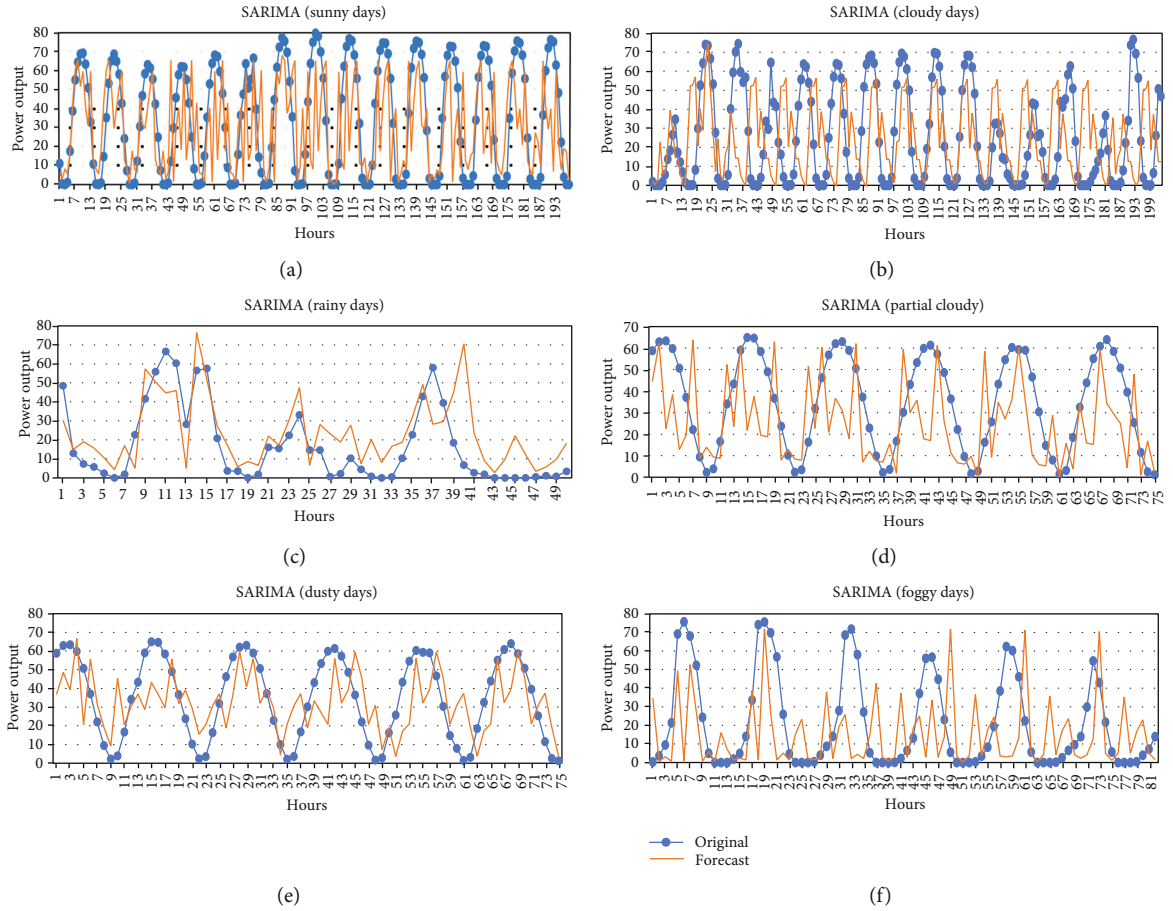 SARIMA (sunny days)
Power output
80
70
60
50
40
30
20
10
0
1 7 13 19 25 31 37 43 49 55 61 67 73 79 85 91 97 103 109 115 121 127 133 139 145 151 157 163 169 175 181 187 193
Hours
(a)
SARIMA (cloudy days)
Power output
80
70
60
50
40
30
20
10
0
1 7 13 19 25 31 37 43 49 55 61 67 73 79 85 91 97 103 109 115 121 127 133 139 145 151 157 163 169 175 181 187 193 199
Hours
(b)
SARIMA (rainy days)
Power output
80
70
60
50
40
30
20
10
0
1 3 5 7 9 11 13 15 17 19 21 23 25 27 29 31 33 35 37 39 41 43 45 47 49
Hours
(c)
SARIMA (partial cloudy)
Power output
70
60
50
40
30
20
10
0
1 3 5 7 9 11 13 15 17 19 21 23 25 27 29 31 33 35 37 39 41 43 45 47 49 51 53 55 57 59 61 63 65 67 69 71 73 75
Hours
(d)
SARIMA (dusty days)
Power output
80
70
60
50
40
30
20
10
0
1 3 5 7 9 11 13 15 17 19 21 23 25 27 29 31 33 35 37 39 41 43 45 47 49 51 53 55 57 59 61 63 65 67 69 71 73 75
Hours
(e)
SARIMA (foggy days)
Power output
80
70
60
50
40
30
20
10
0
1 3 5 7 9 11 13 15 17 19 21 23 25 27 29 31 33 35 37 39 41 43 45 47 49 51 53 55 57 59 61 63 65 67 69 71 73 75 77 79 81
Hours
Original
Forecast
(f)